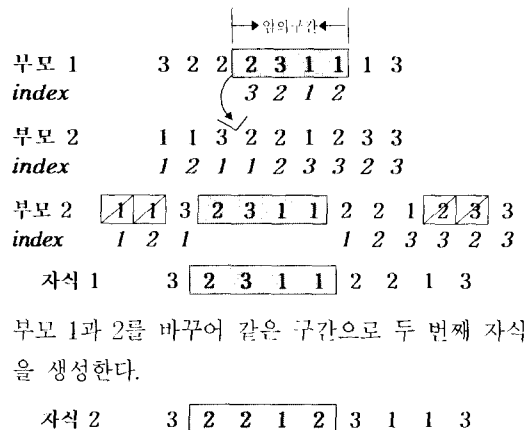 임의구간
부모 1 3 2 2 2 3 1 1 1 3
index 3 2 1 2
부모 2 1 1 3 2 2 1 2 3 3
index 1 2 1 1 2 3 3 2 3
부모 2 1 1 3 2 3 1 1 2 2 1 2 3 3
index 1 2 1 1 2 3 3 2 3
자식 1 3 2 3 1 1 2 2 1 3
부모 1과 2를 바꾸어 같은 구간으로 두 번째 자식
을 생성한다.
자식 2 3 2 2 1 2 3 1 1 3